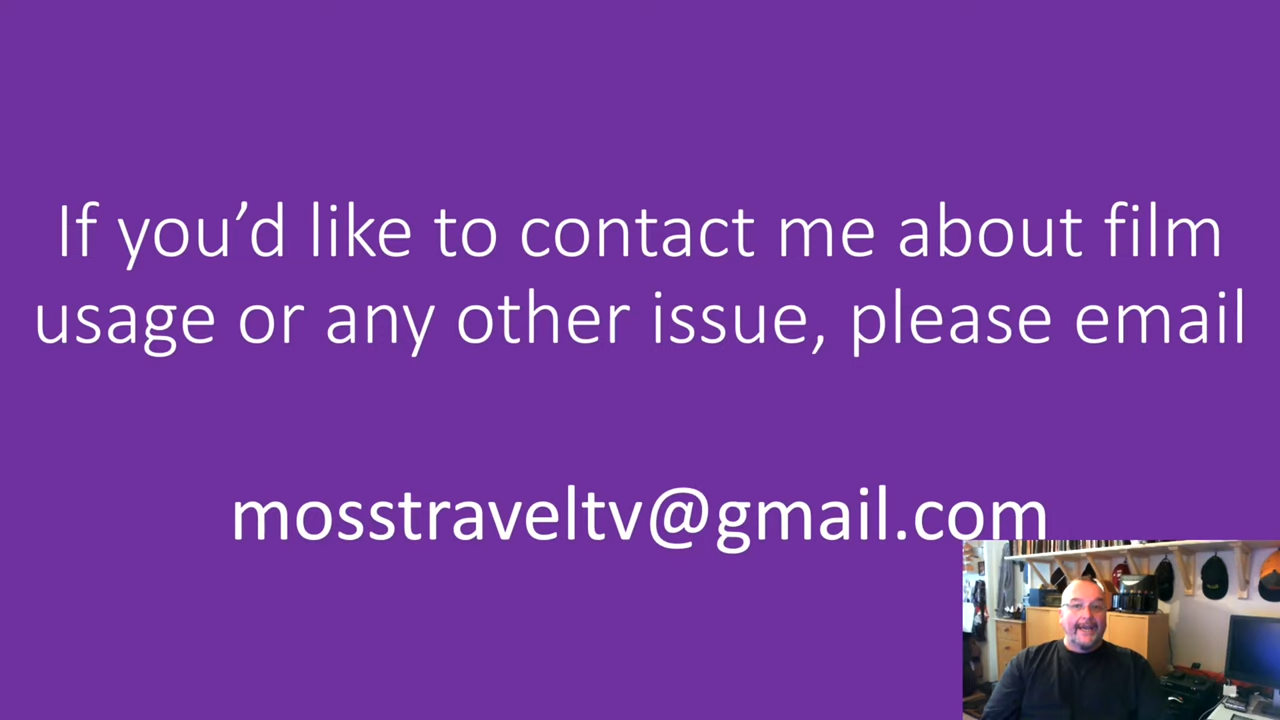 If you’d like to contact me about film
usage or any other issue, please email
mosstraveltv@gmail.com